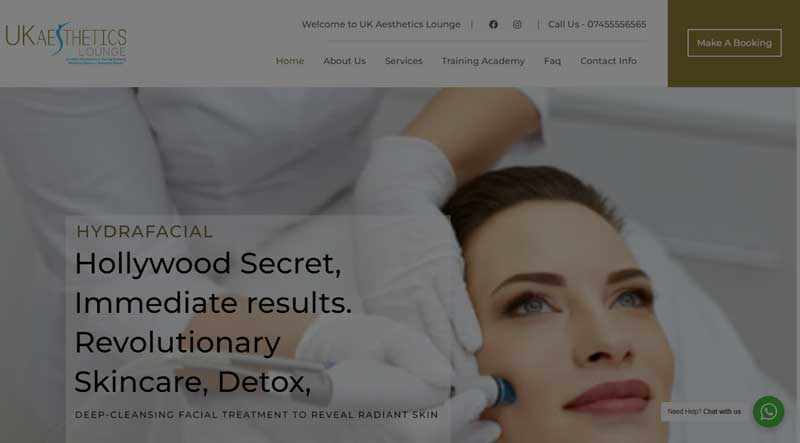 Welcome to UK Aesthetics Lounge | | Call Us - 07455556565
UKAESTHETICS
LOUNGE
Make A Booking
Home About Us Services Training Academy Faq Contact Info
HYDRAFACIAL
Hollywood Secret,
Immediate results.
Revolutionary
Skincare, Detox,
DEEP-CLEANSING FACIAL TREATMENT TO REVEAL RADIANT SKIN
Need Help? Chat with us